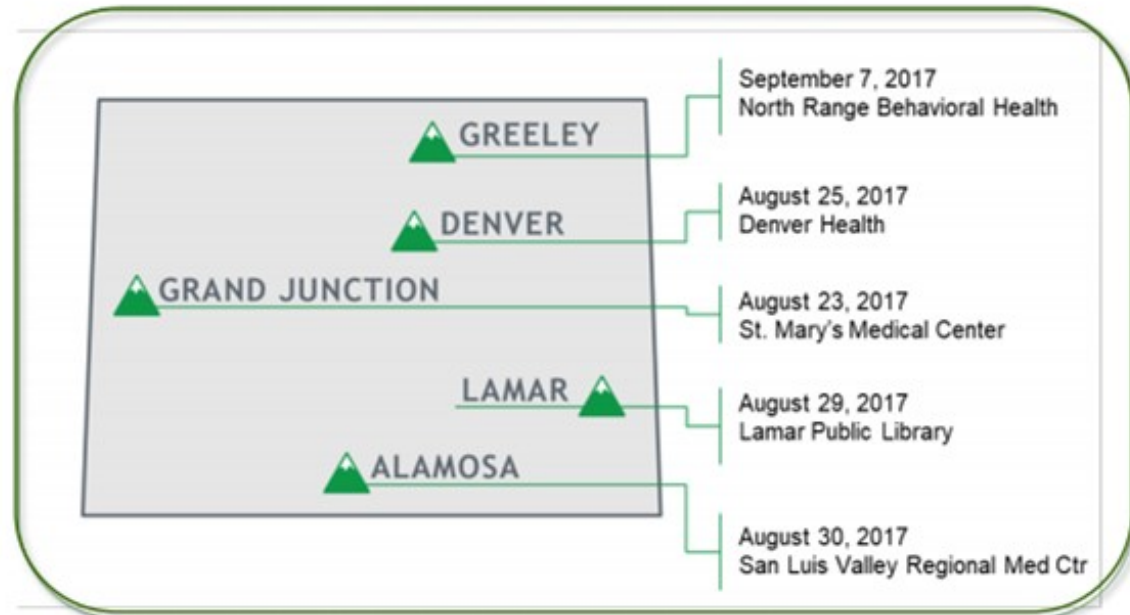 GREELEY
September 7, 2017
North Range Behavioral Health
DENVER
August 25, 2017
Denver Health
GRAND JUNCTION
August 23, 2017
St. Mary's Medical Center
LAMAR
August 29, 2017
Lamar Public Library
ALAMOSA
August 30, 2017
San Luis Valley Regional Med Ctr